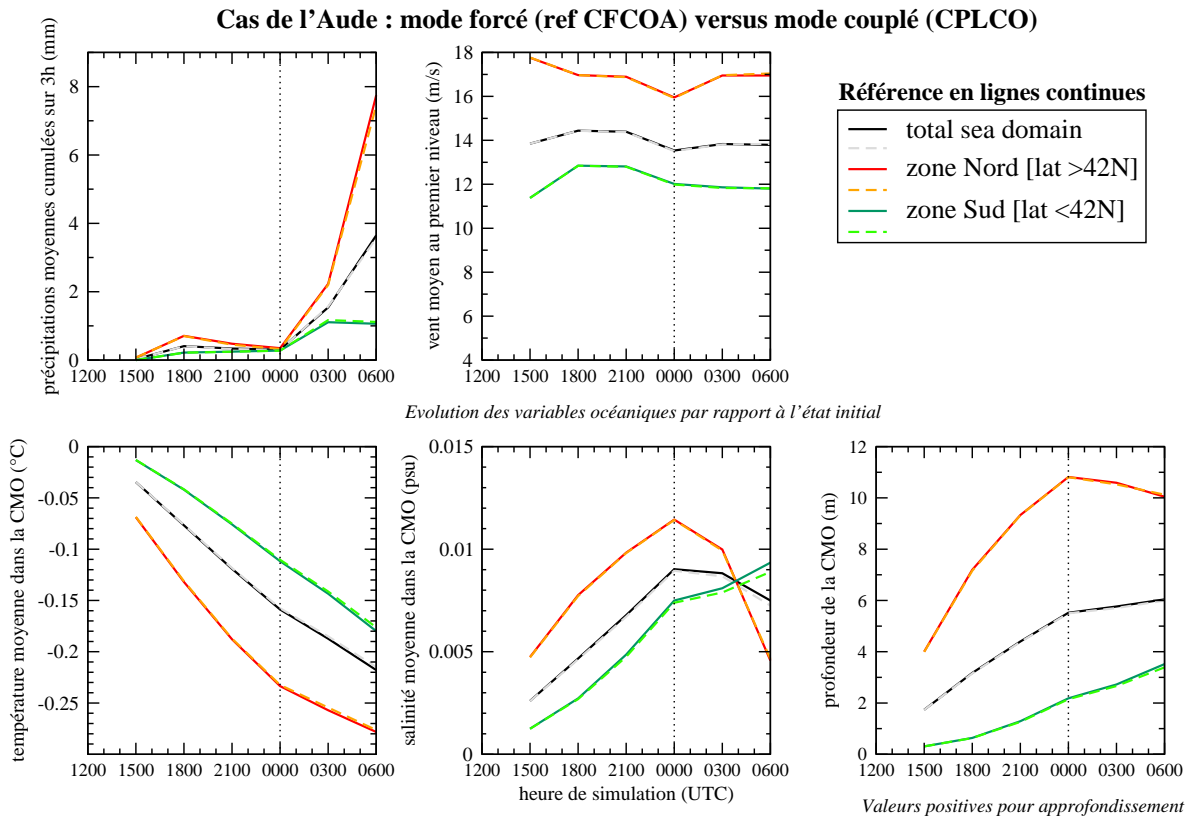 Cas de l’Aude : mode forcé (ref CFCOA) versus mode couplé (CPLCO)
précipitations moyennes cumulées sur 3h (mm)
8
6
4
2
0
1200 1500 1800 2100 0000 0300 0600
vent moyen au premier niveau (m/s)
18
16
14
12
10
8
6
4
1200 1500 1800 2100 0000 0300 0600
Référence en lignes continues
total sea domain
zone Nord [lat >42N]
zone Sud [lat <42N]
Evolution des variables océaniques par rapport à l’état initial
température moyenne dans la CMO (°C)
0
-0.05
-0.1
-0.15
-0.2
-0.25
1200 1500 1800 2100 0000 0300 0600
salinité moyenne dans la CMO (psu)
0.015
0.01
0.005
0
1200 1500 1800 2100 0000 0300 0600
heure de simulation (UTC)
profondeur de la CMO (m)
12
10
8
6
4
2
0
1200 1500 1800 2100 0000 0300 0600
Valeurs positives pour approfondissement